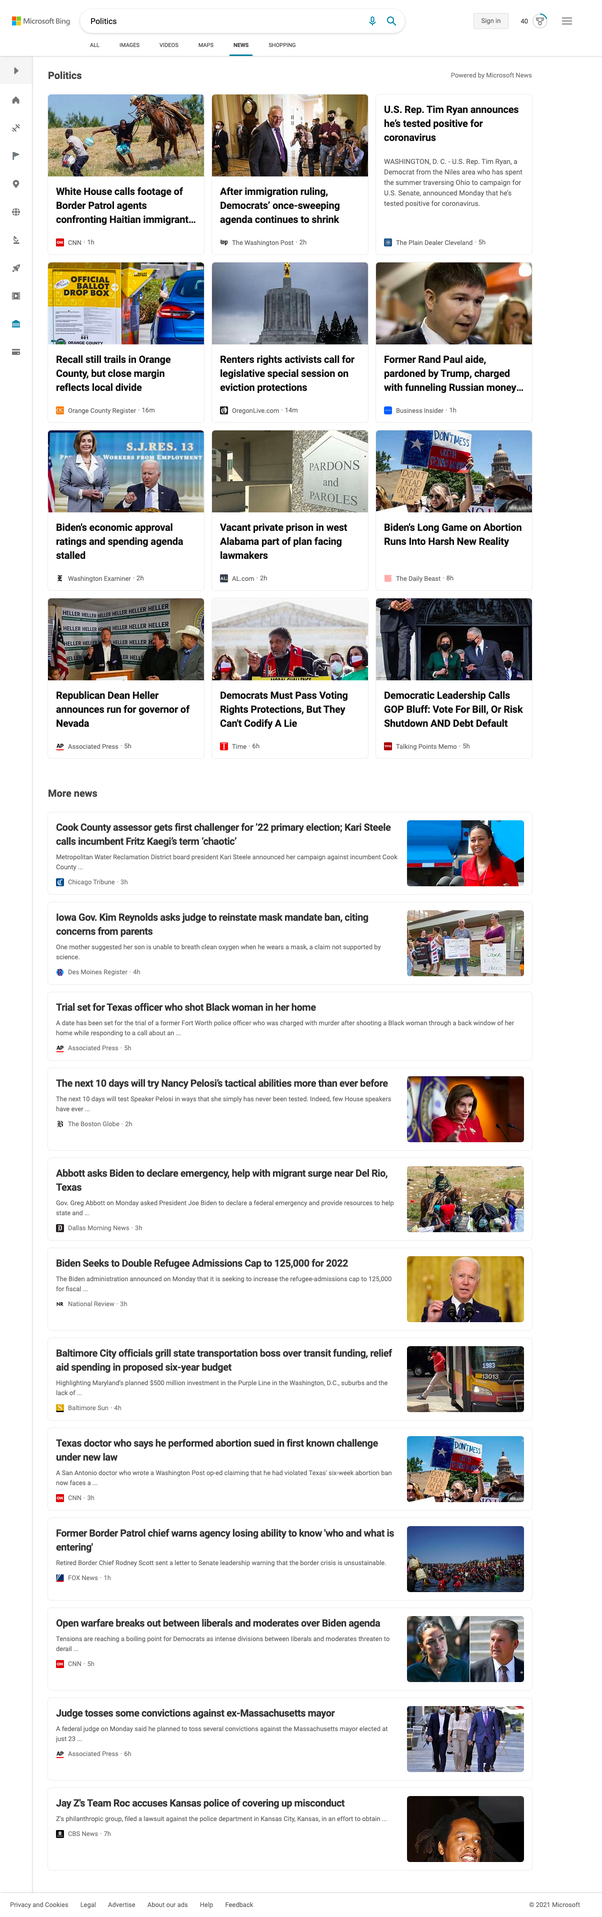 Microsoft Bing
Politics
Sign in
40
ALL
IMAGES
VIDEOS
MAPS
NEWS
SHOPPING
Politics
Powered by Microsoft News
White House calls footage of
Border Patrol agents
confronting Haitian immigrant...
CNN · 1h
After immigration ruling,
Democrats' once-sweeping
agenda continues to shrink
wp The Washington Post · 2h
U.S. Rep. Tim Ryan announces
he's tested positive for
coronavirus
WASHINGTON, D. C. - U.S. Rep. Tim Ryan, a
Democrat from the Niles area who has spent
the summer traversing Ohio to campaign for
U.S. Senate, announced Monday that he's
tested positive for coronavirus.
The Plain Dealer Cleveland · 5h
OFFICIAL
BALLOT
DROP BOX
ORANGE COUNTY
Recall still trails in Orange
County, but close margin
reflects local divide
Orange County Register · 16m
Renters rights activists call for
legislative special session on
eviction protections
OregonLive.com · 14m
Former Rand Paul aide,
pardoned by Trump, charged
with funneling Russian money...
Business Insider · 1h
S.J.RES. 13
WORKERS FROM EMPLOYMENT
Biden's economic approval
ratings and spending agenda
stalled
Washington Examiner · 2h
PARDONS
and
PAROLES
Vacant private prison in west
Alabama part of plan facing
lawmakers
AL.com · 2h
DON'T MESS
Biden's Long Game on Abortion
Runs Into Harsh New Reality
The Daily Beast · 8h
HELLER HELLER HELLER HELLER
Republican Dean Heller
announces run for governor of
Nevada
AP Associated Press · 5h
Democrats Must Pass Voting
Rights Protections, But They
Can't Codify A Lie
Time · 6h
Democratic Leadership Calls
GOP Bluff: Vote For Bill, Or Risk
Shutdown AND Debt Default
Talking Points Memo · 5h
More news
Cook County assessor gets first challenger for '22 primary election; Kari Steele
calls incumbent Fritz Kaegi's term 'chaotic'
Metropolitan Water Reclamation District board president Kari Steele announced her campaign against incumbent Cook
County ...
Chicago Tribune · 3h
Iowa Gov. Kim Reynolds asks judge to reinstate mask mandate ban, citing
concerns from parents
One mother suggested her son is unable to breath clean oxygen when he wears a mask, a claim not supported by
science.
Des Moines Register · 4h
Trial set for Texas officer who shot Black woman in her home
A date has been set for the trial of a former Fort Worth police officer who was charged with murder after shooting a Black woman through a back window of her
home while responding to a call about an ...
AP Associated Press · 5h
The next 10 days will try Nancy Pelosi's tactical abilities more than ever before
The next 10 days will test Speaker Pelosi in ways that she simply has never been tested. Indeed, few House speakers
have ever ...
The Boston Globe · 2h
Abbott asks Biden to declare emergency, help with migrant surge near Del Rio,
Texas
Gov. Greg Abbott on Monday asked President Joe Biden to declare a federal emergency and provide resources to help
state and ...
Dallas Morning News · 3h
Biden Seeks to Double Refugee Admissions Cap to 125,000 for 2022
The Biden administration announced on Monday that it is seeking to increase the refugee-admissions cap to 125,000
for fiscal ...
NR National Review · 3h
Baltimore City officials grill state transportation boss over transit funding, relief
aid spending in proposed six-year budget
Highlighting Maryland's planned $500 million investment in the Purple Line in the Washington, D.C., suburbs and the
lack of ...
Baltimore Sun · 4h
1983
13013
Texas doctor who says he performed abortion sued in first known challenge
under new law
A San Antonio doctor who wrote a Washington Post op-ed claiming that he had violated Texas' six-week abortion ban
now faces a ...
CNN · 3h
DON'T MESS
Former Border Patrol chief warns agency losing ability to know 'who and what is
entering'
Retired Border Chief Rodney Scott sent a letter to Senate leadership warning that the border crisis is unsustainable.
FOX News · 1h
Open warfare breaks out between liberals and moderates over Biden agenda
Tensions are reaching a boiling point for Democrats as intense divisions between liberals and moderates threaten to
derail ...
CNN · 5h
Judge tosses some convictions against ex-Massachusetts mayor
A federal judge on Monday said he planned to toss several convictions against the Massachusetts mayor elected at
just 23 ...
AP Associated Press · 6h
Jay Z's Team Roc accuses Kansas police of covering up misconduct
Z's philanthropic group, filed a lawsuit against the police department in Kansas City, Kansas, in an effort to obtain ...
CBS News · 7h
Privacy and Cookies
Legal
Advertise
About our ads
Help
Feedback
© 2021 Microsoft